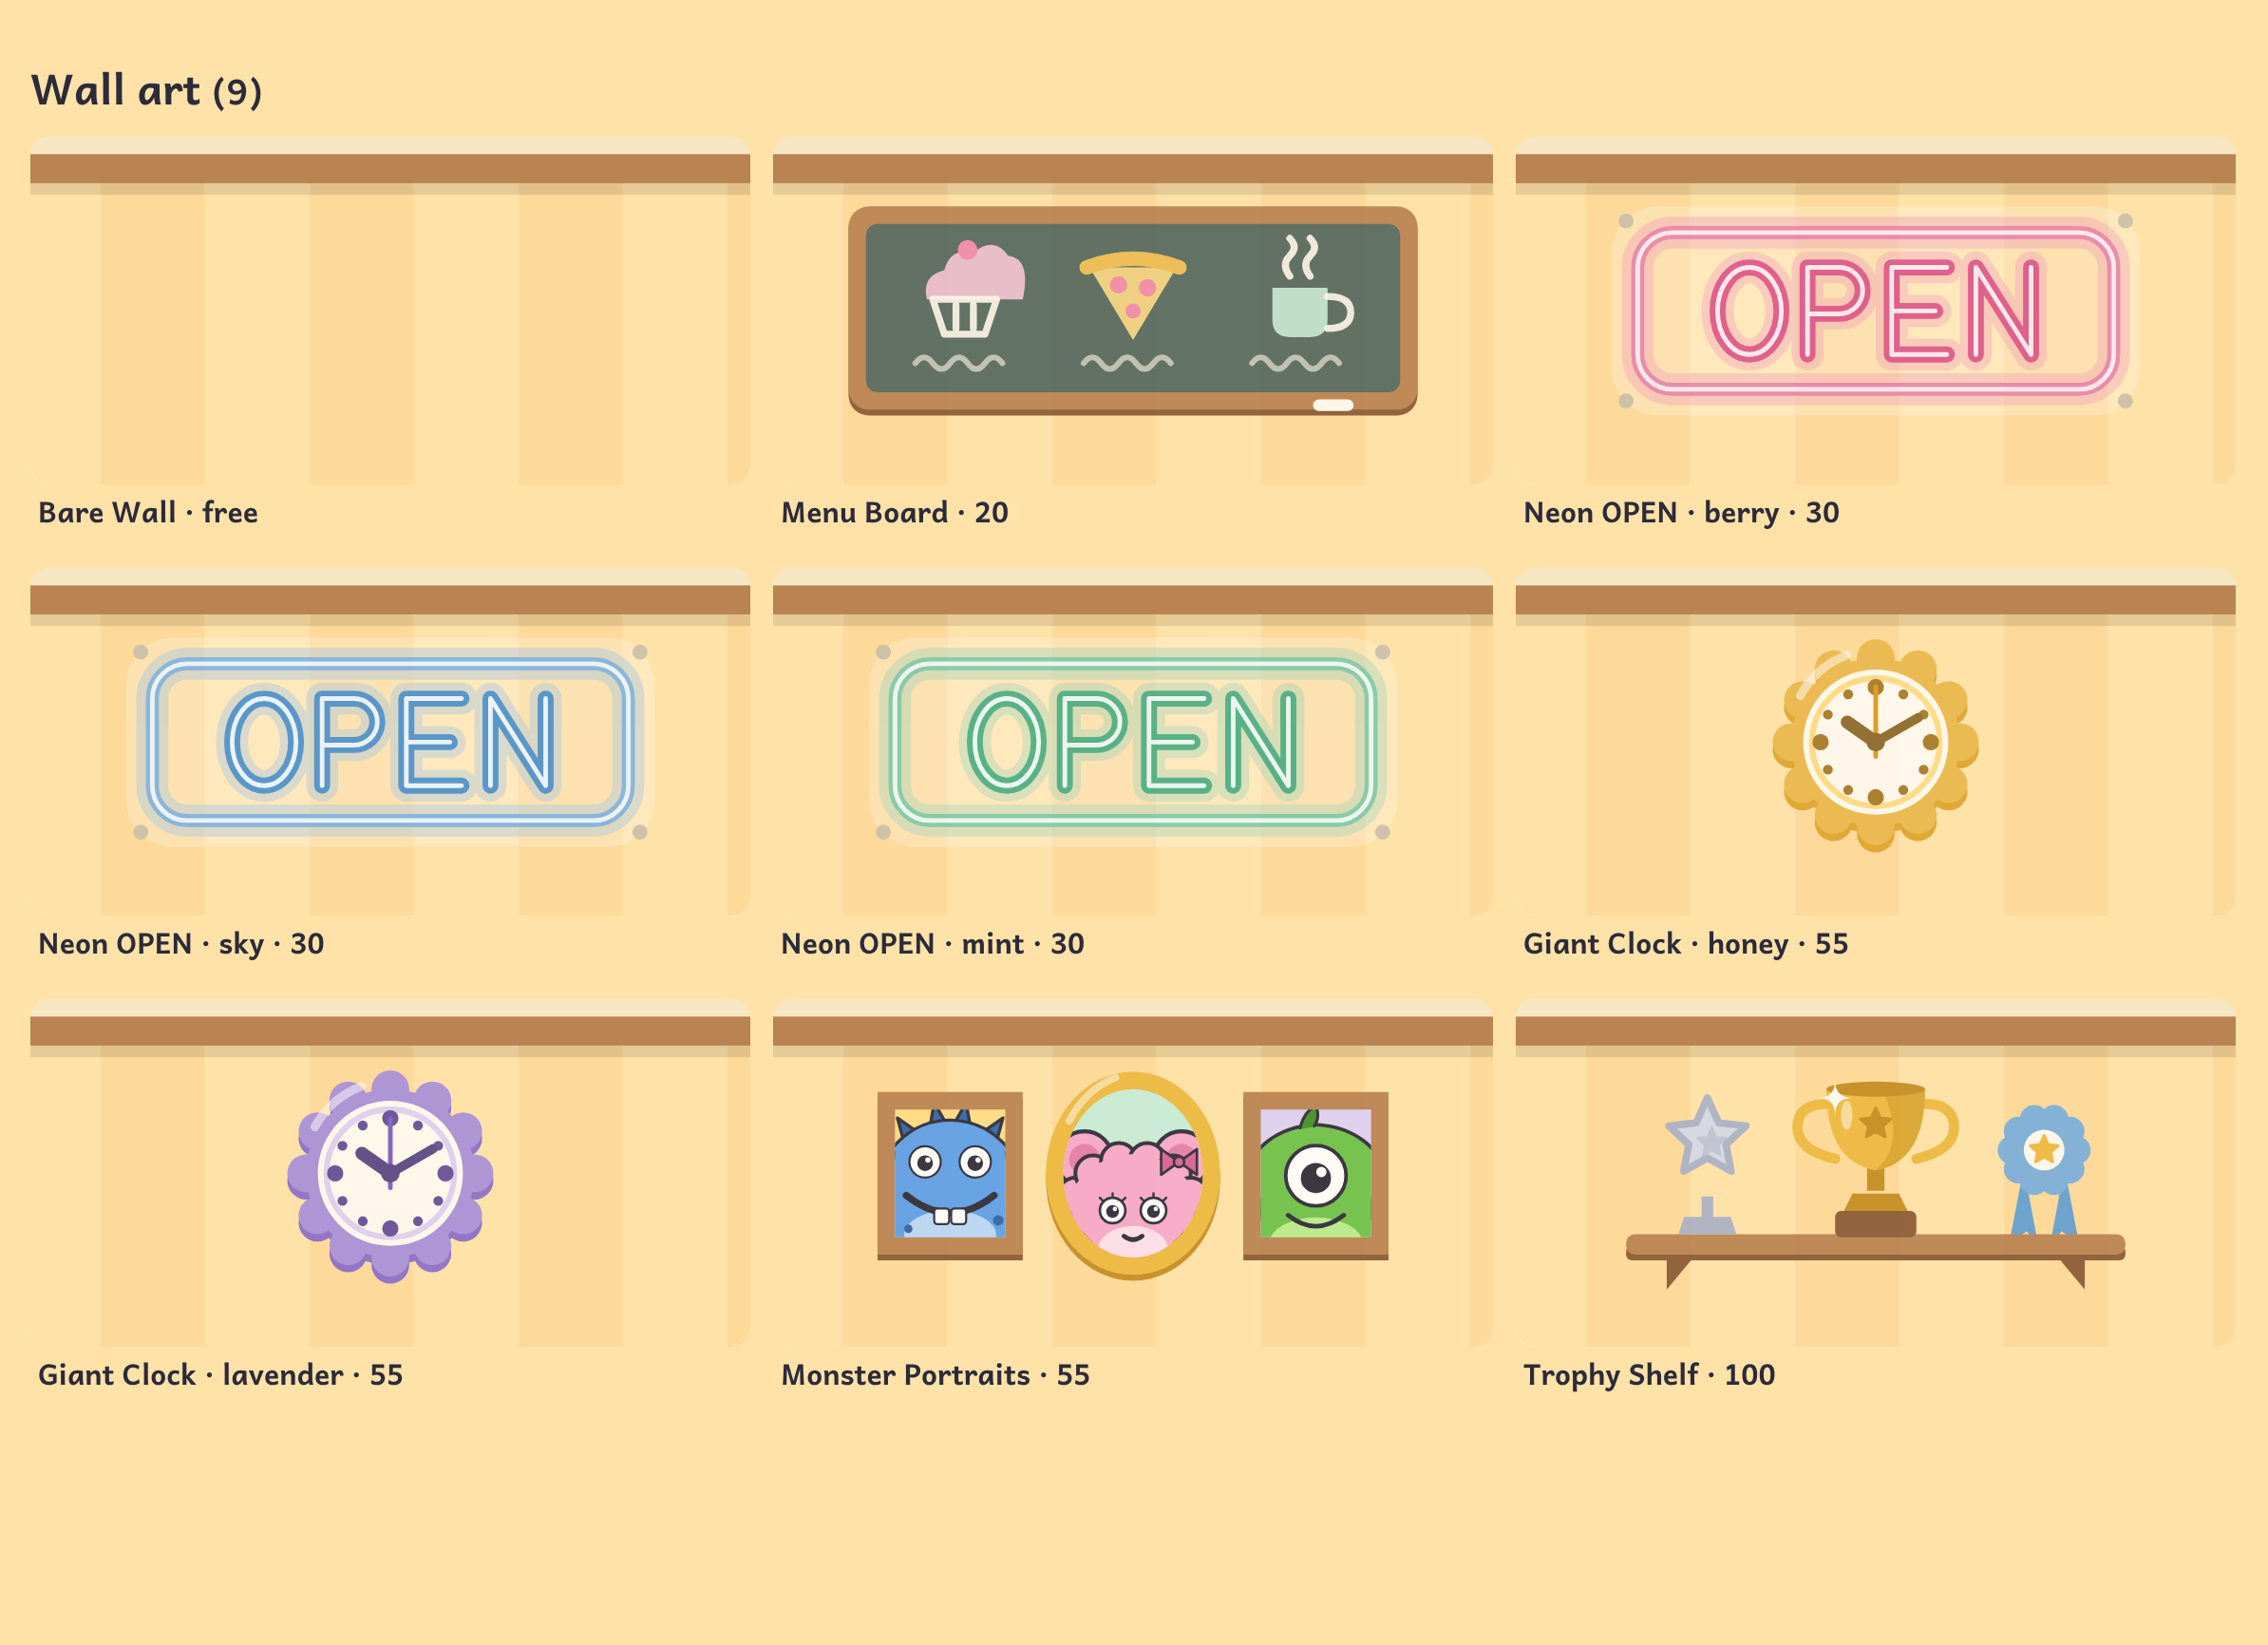 Wall art (9)
Bare Wall · free
Menu Board · 20
OPEN
Neon OPEN · berry · 30
OPEN
Neon OPEN · sky · 30
OPEN
Neon OPEN · mint · 30
Giant Clock · honey · 55
Giant Clock · lavender · 55
Monster Portraits · 55
Trophy Shelf · 100